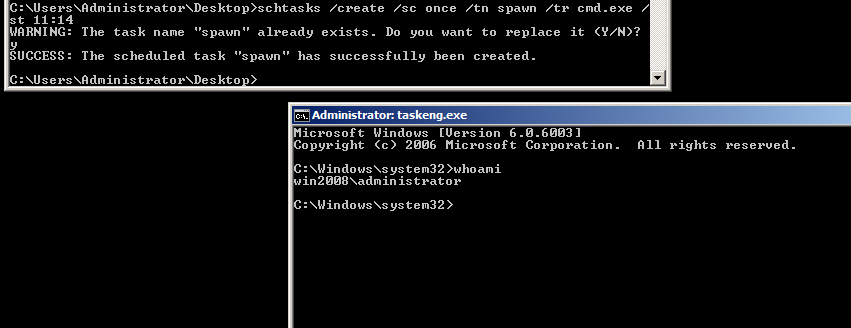 C:\Users\Administrator\Desktop>schtasks /create /sc once /tn spawn /tr cmd.exe /
st 11:14
WARNING: The task name "spawn" already exists. Do you want to replace it (Y/N)?
y
SUCCESS: The scheduled task "spawn" has successfully been created.
C:\Users\Administrator\Desktop>
Administrator: taskeng.exe
Microsoft Windows [Version 6.0.6003]
Copyright (c) 2006 Microsoft Corporation.  All rights reserved.
C:\Windows\system32>whoami
win2008\administrator
C:\Windows\system32>